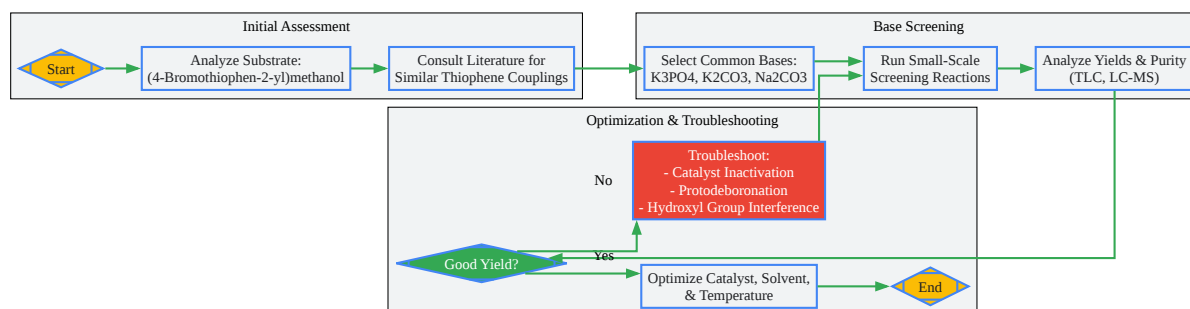 Initial Assessment
Start
Analyze Substrate:
(4-Bromothiophen-2-yl)methanol
Consult Literature for
Similar Thiophene Couplings
Base Screening
Select Common Bases:
K3PO4, K2CO3, Na2CO3
Run Small-Scale
Screening Reactions
Analyze Yields & Purity
(TLC, LC-MS)
Optimization & Troubleshooting
Troubleshoot:
- Catalyst Inactivation
- Protodeboronation
- Hydroxyl Group Interference
No
Good Yield?
Yes
Optimize Catalyst, Solvent,
& Temperature
End